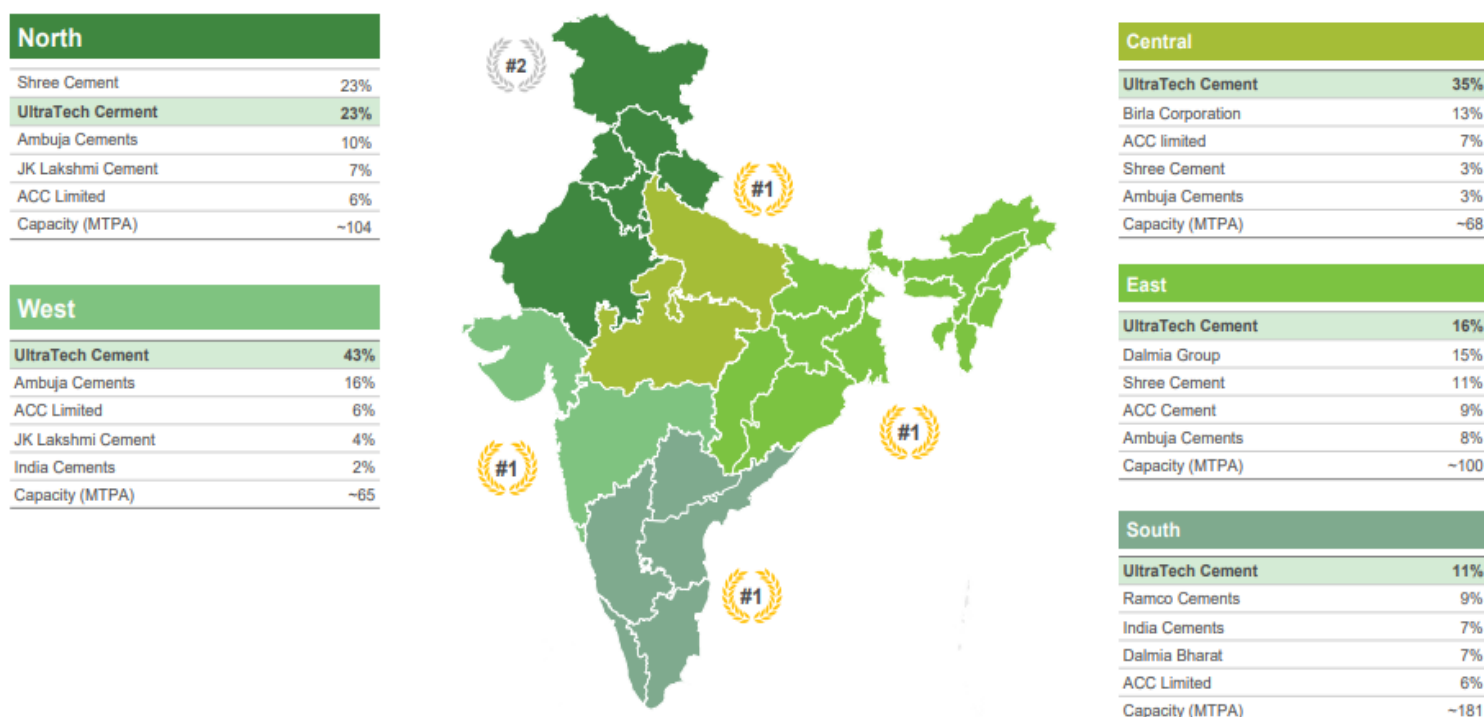 North
Shree Cement 23%
UltraTech Cerment 23%
Ambuja Cements 10%
JK Lakshmi Cement 7%
ACC Limited 6%
Capacity (MTPA) ~104
West
UltraTech Cement 43%
Ambuja Cements 16%
ACC Limited 6%
JK Lakshmi Cement 4%
India Cements 2%
Capacity (MTPA) ~65
#2
#1
#1
#1
#1
Central
UltraTech Cement 35%
Birla Corporation 13%
ACC limited 7%
Shree Cement 3%
Ambuja Cements 3%
Capacity (MTPA) ~68
East
UltraTech Cement 16%
Dalmia Group 15%
Shree Cement 11%
ACC Cement 9%
Ambuja Cements 8%
Capacity (MTPA) ~100
South
UltraTech Cement 11%
Ramco Cements 9%
India Cements 7%
Dalmia Bharat 7%
ACC Limited 6%
Capacity (MTPA) ~181